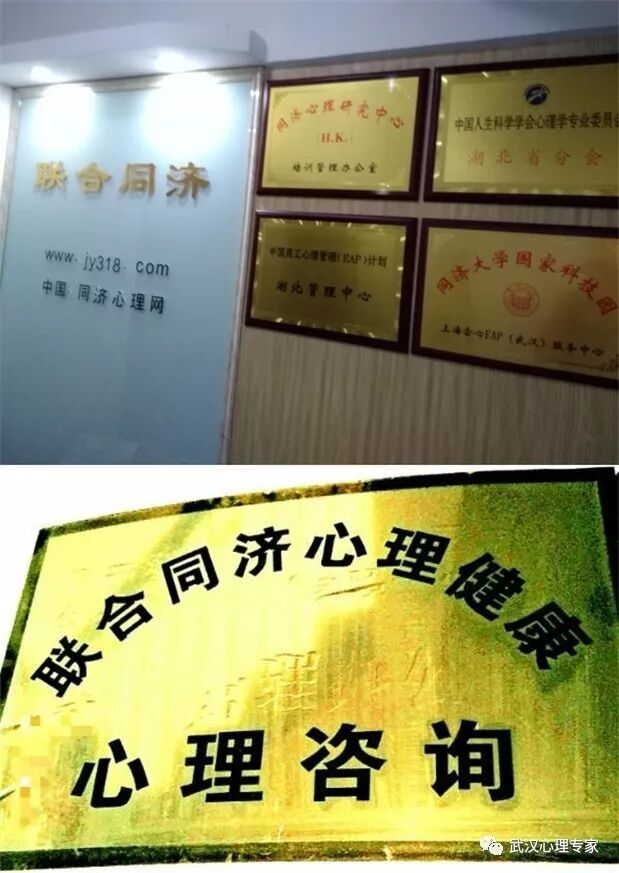 联合同济
www.jy318.com
中国·同济心理网
同济心理研究中心
(H.K.)
培训管理办公室
中国人生科学学会心理学专业委员会
湖北省分会
中国员工心理管理(EAP)计划
湖北管理中心
同济大学国家科技园
上海企心EAP(武汉)服务中心
联合同济心理健康
心理咨询
武汉心理专家